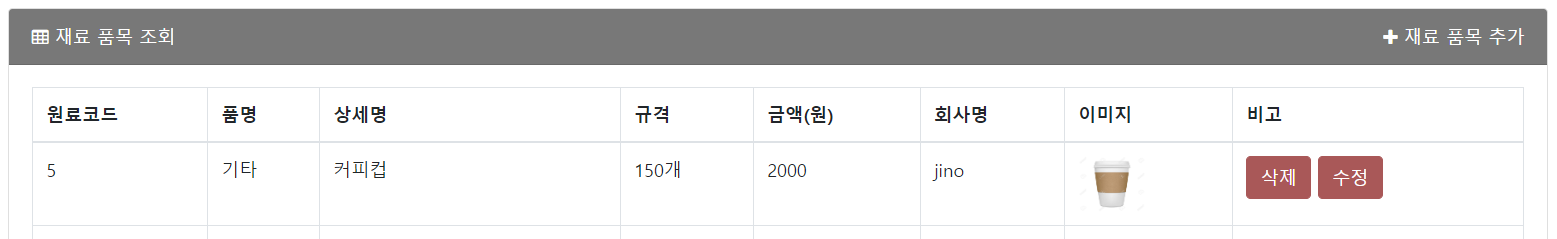 재료 품목 조회 재료 품목 추가
원료코드 품명 상세명 규격 금액(원) 회사명 이미지 비고
5 기타 커피컵 150개 2000 jino 삭제 수정